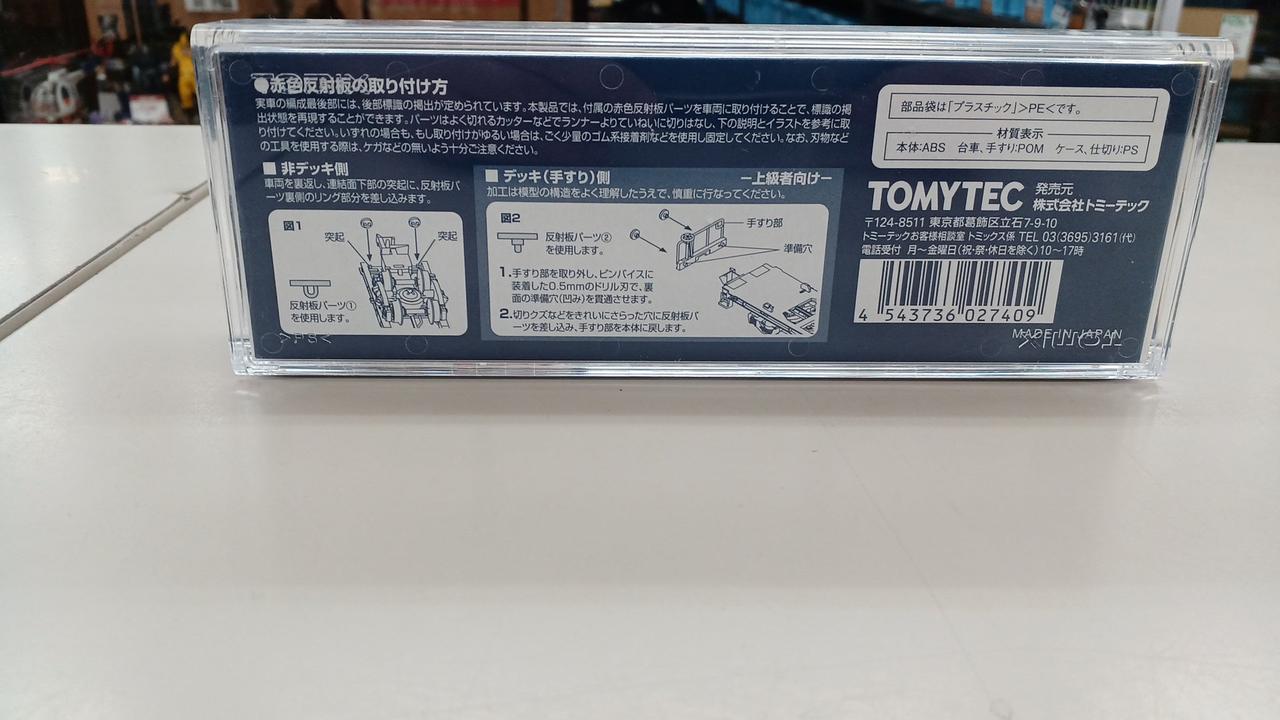 ●赤色反射板の取り付け方
実車の編成最後部には、後部標識の掲出が定められています。本製品では、付属の赤色反射板パーツを車両に取り付けることで、標識の掲
出状態を再現することができます。パーツはよく切れるカッターなどでランナーよりていねいに切りはなし、下の説明とイラストを参考に取
り付けてください。いずれの場合も、もし取り付けがゆるい場合は、ごく少量のゴム系接着剤などを使用し固定してください。なお、刃物など
の工具を使用する際は、ケガなどの無いよう十分ご注意ください。
■ 非デッキ側
車両を裏返し、連結面下部の突起に、反射板パ
ーツ裏側のリング部分を差し込みます。
図1
突起
突起
反射板パーツ①
を使用します。
■ デッキ(手すり)側 ー上級者向けー
加工は模型の構造をよく理解したうえで、慎重に行なってください。
図2
反射板パーツ②
を使用します。
手すり部
準備穴
1.手すり部を取り外し、ピンバイスに
装着した0.5mmのドリル刃で、裏
面の準備穴(凹み)を貫通させます。
2.切りクズなどをきれいにさらった穴に反射板パ
ーツを差し込み、手すり部を本体に戻します。
部品袋は「プラスチック」>PE<です。
材質表示
本体:ABS 台車、手すり:POM ケース、仕切り:PS
TOMYTEC 発売元
株式会社トミーテック
〒124-8511 東京都葛飾区立石7-9-10
トミーテックお客様相談室 トミックス係 TEL 03(3695)3161(代)
電話受付 月〜金曜日(祝・祭・休日を除く)10〜17時
4 543736 027409
MADE IN JAPAN
>PS<